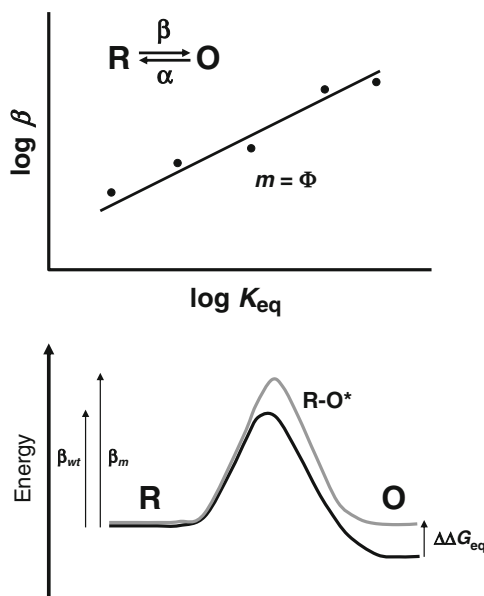 β
R ⇌ O
α
log β
m = Φ
log Keq
Energy
βwt
βm
R
R-O*
O
ΔΔGeq